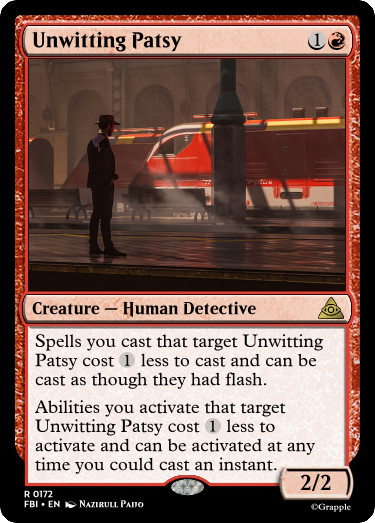 Unwitting Patsy 1
Creature — Human Detective
Spells you cast that target Unwitting
Patsy cost 1 less to cast and can be
cast as though they had flash.
Abilities you activate that target
Unwitting Patsy cost 1 less to
activate and can be activated at any
time you could cast an instant.
2/2
R 0172
FBI • EN Nazirull Paijo
©Grapple